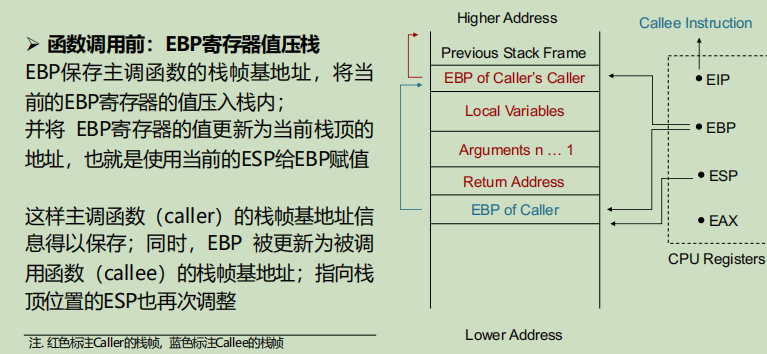 ➢ 函数调用前：EBP寄存器值压栈
EBP保存主调函数的栈帧基地址，将当
前的EBP寄存器的值压入栈内；
并将 EBP寄存器的值更新为当前栈顶的
地址，也就是使用当前的ESP给EBP赋值
这样主调函数（caller）的栈帧基地址信
息得以保存；同时，EBP 被更新为被调
用函数（callee）的栈帧基地址；指向栈
顶位置的ESP也再次调整
注. 红色标注Caller的栈帧，蓝色标注Callee的栈帧
Higher Address
Previous Stack Frame
EBP of Caller's Caller
Local Variables
Arguments n … 1
Return Address
EBP of Caller
Lower Address
Callee Instruction
EIP
EBP
ESP
EAX
CPU Registers